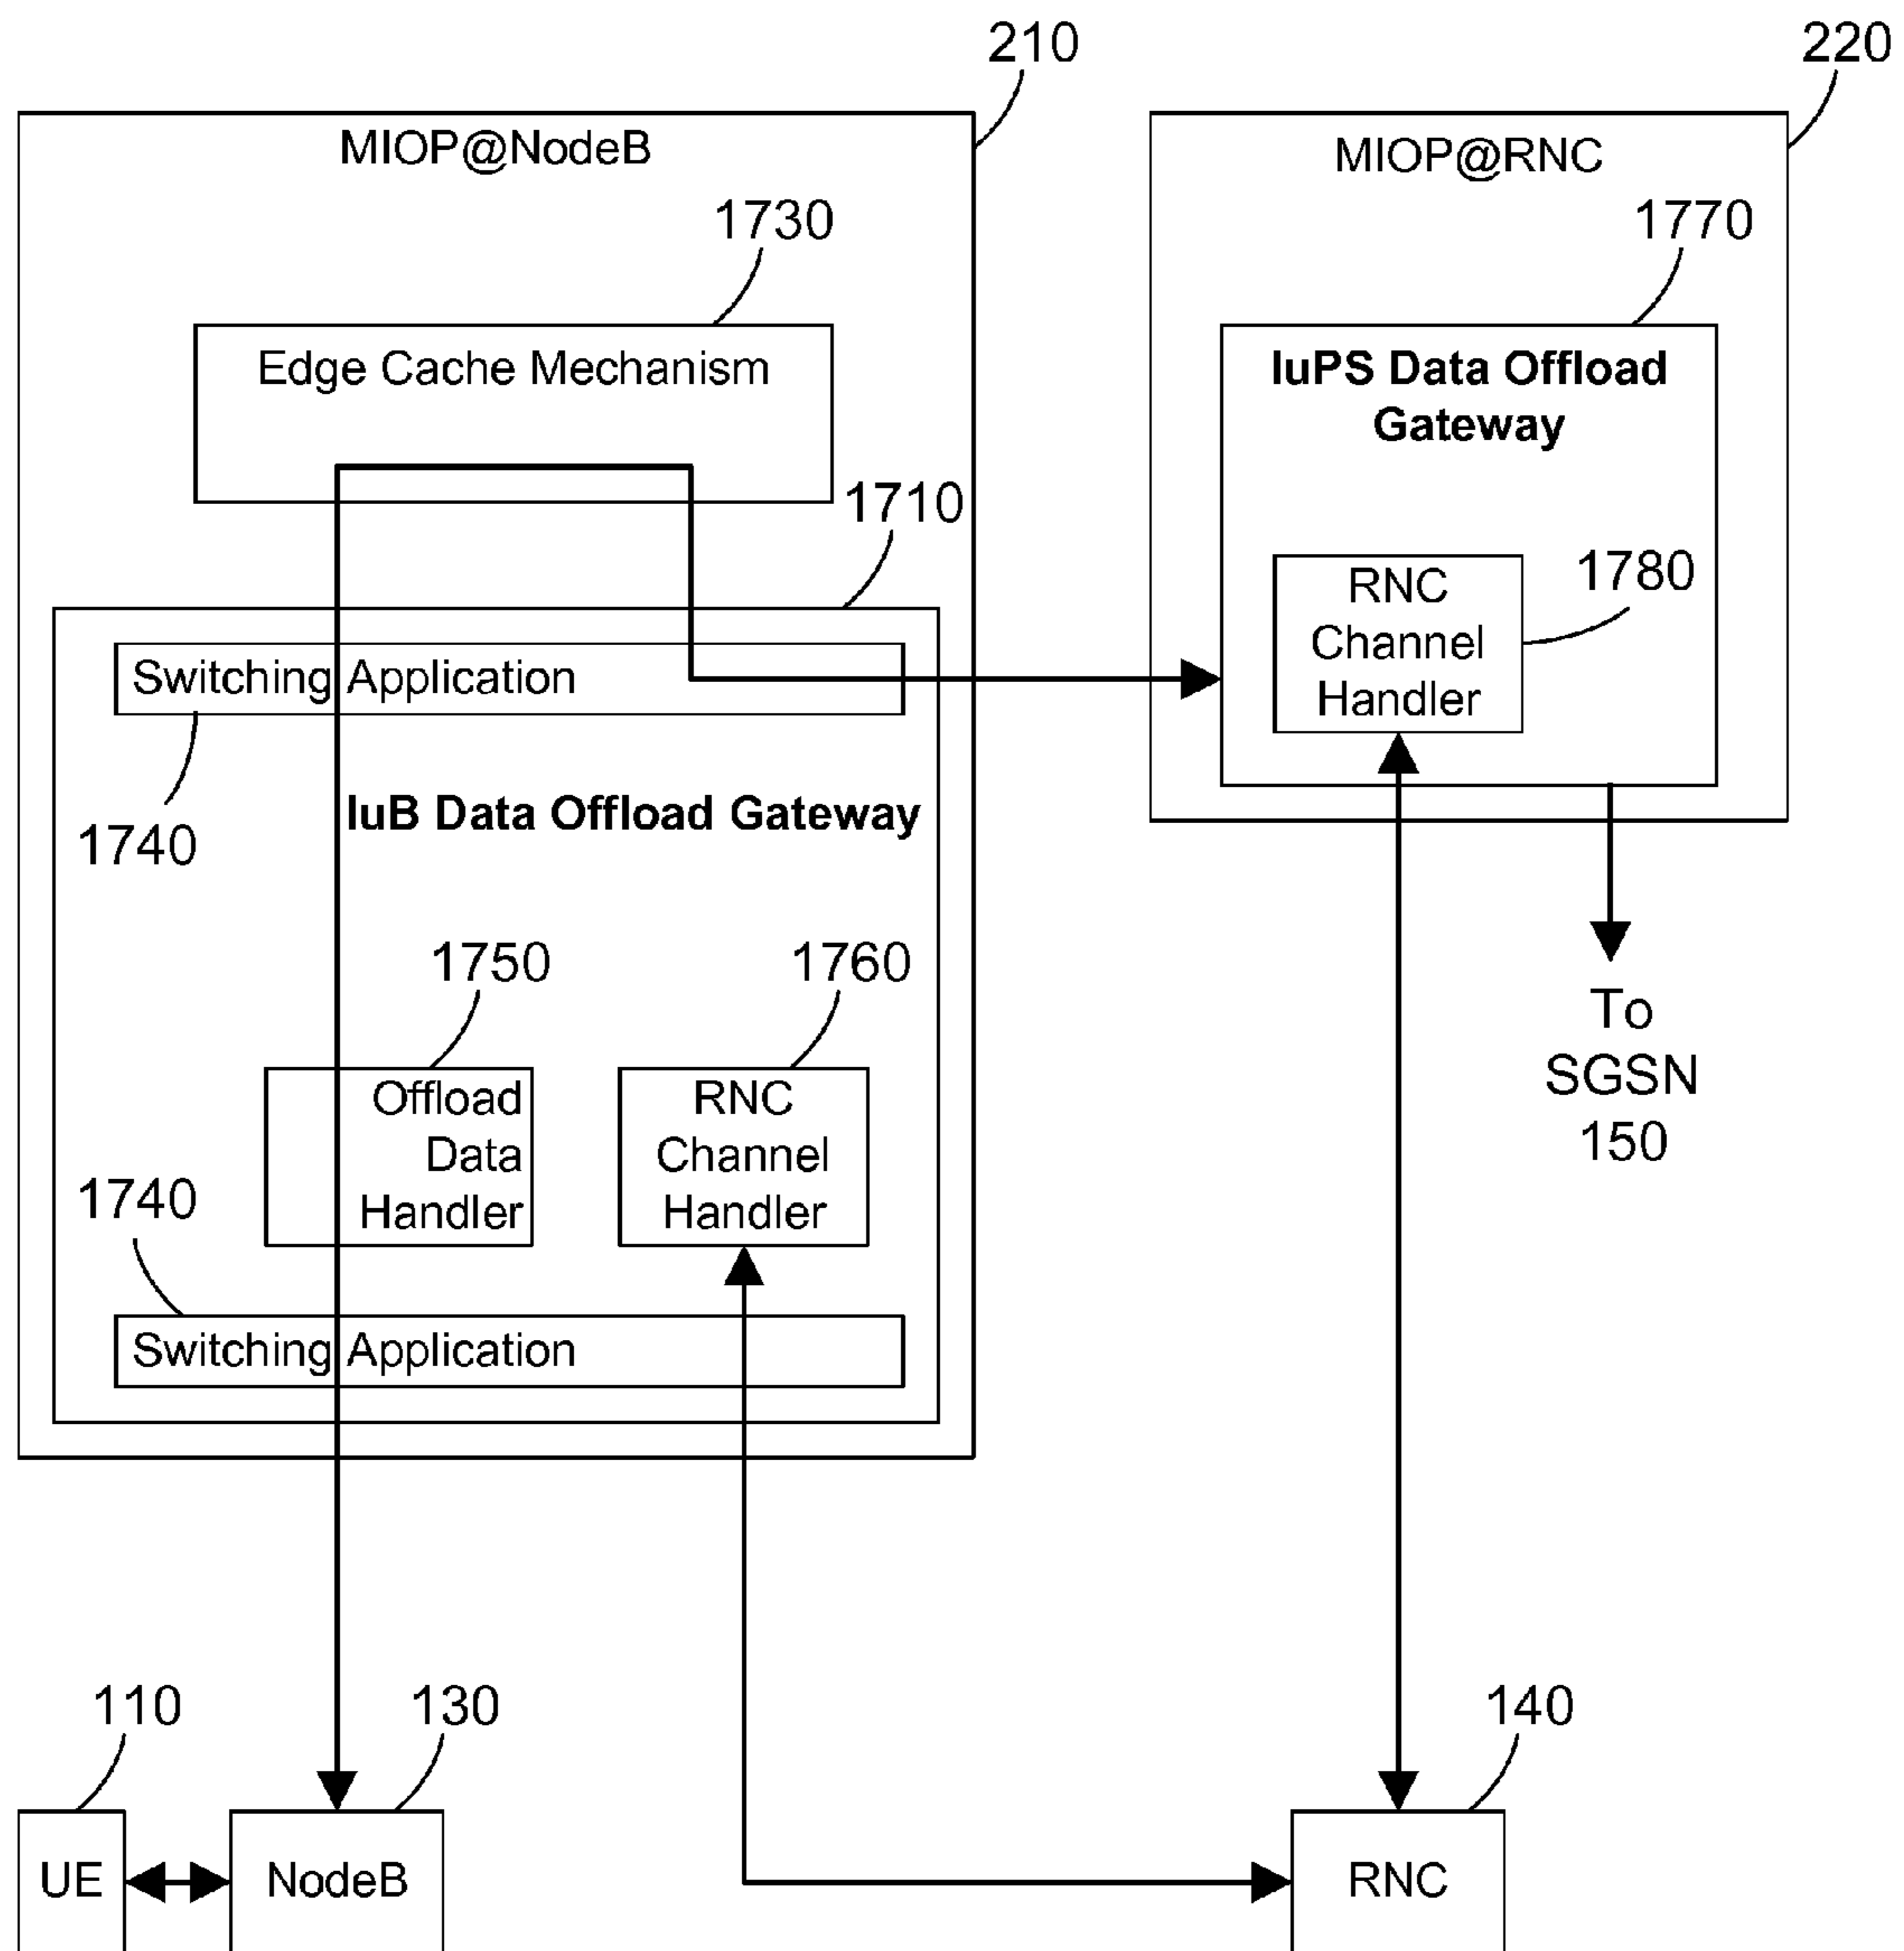 210
220
MIOP@NodeB
MIOP@RNC
1730
1770
Edge Cache Mechanism
IuPS Data Offload
Gateway
1710
RNC
Channel
Handler
1780
Switching Application
1740
IuB Data Offload Gateway
1750
1760
To
SGSN
150
Offload
Data
Handler
RNC
Channel
Handler
1740
Switching Application
110
130
140
UE
NodeB
RNC